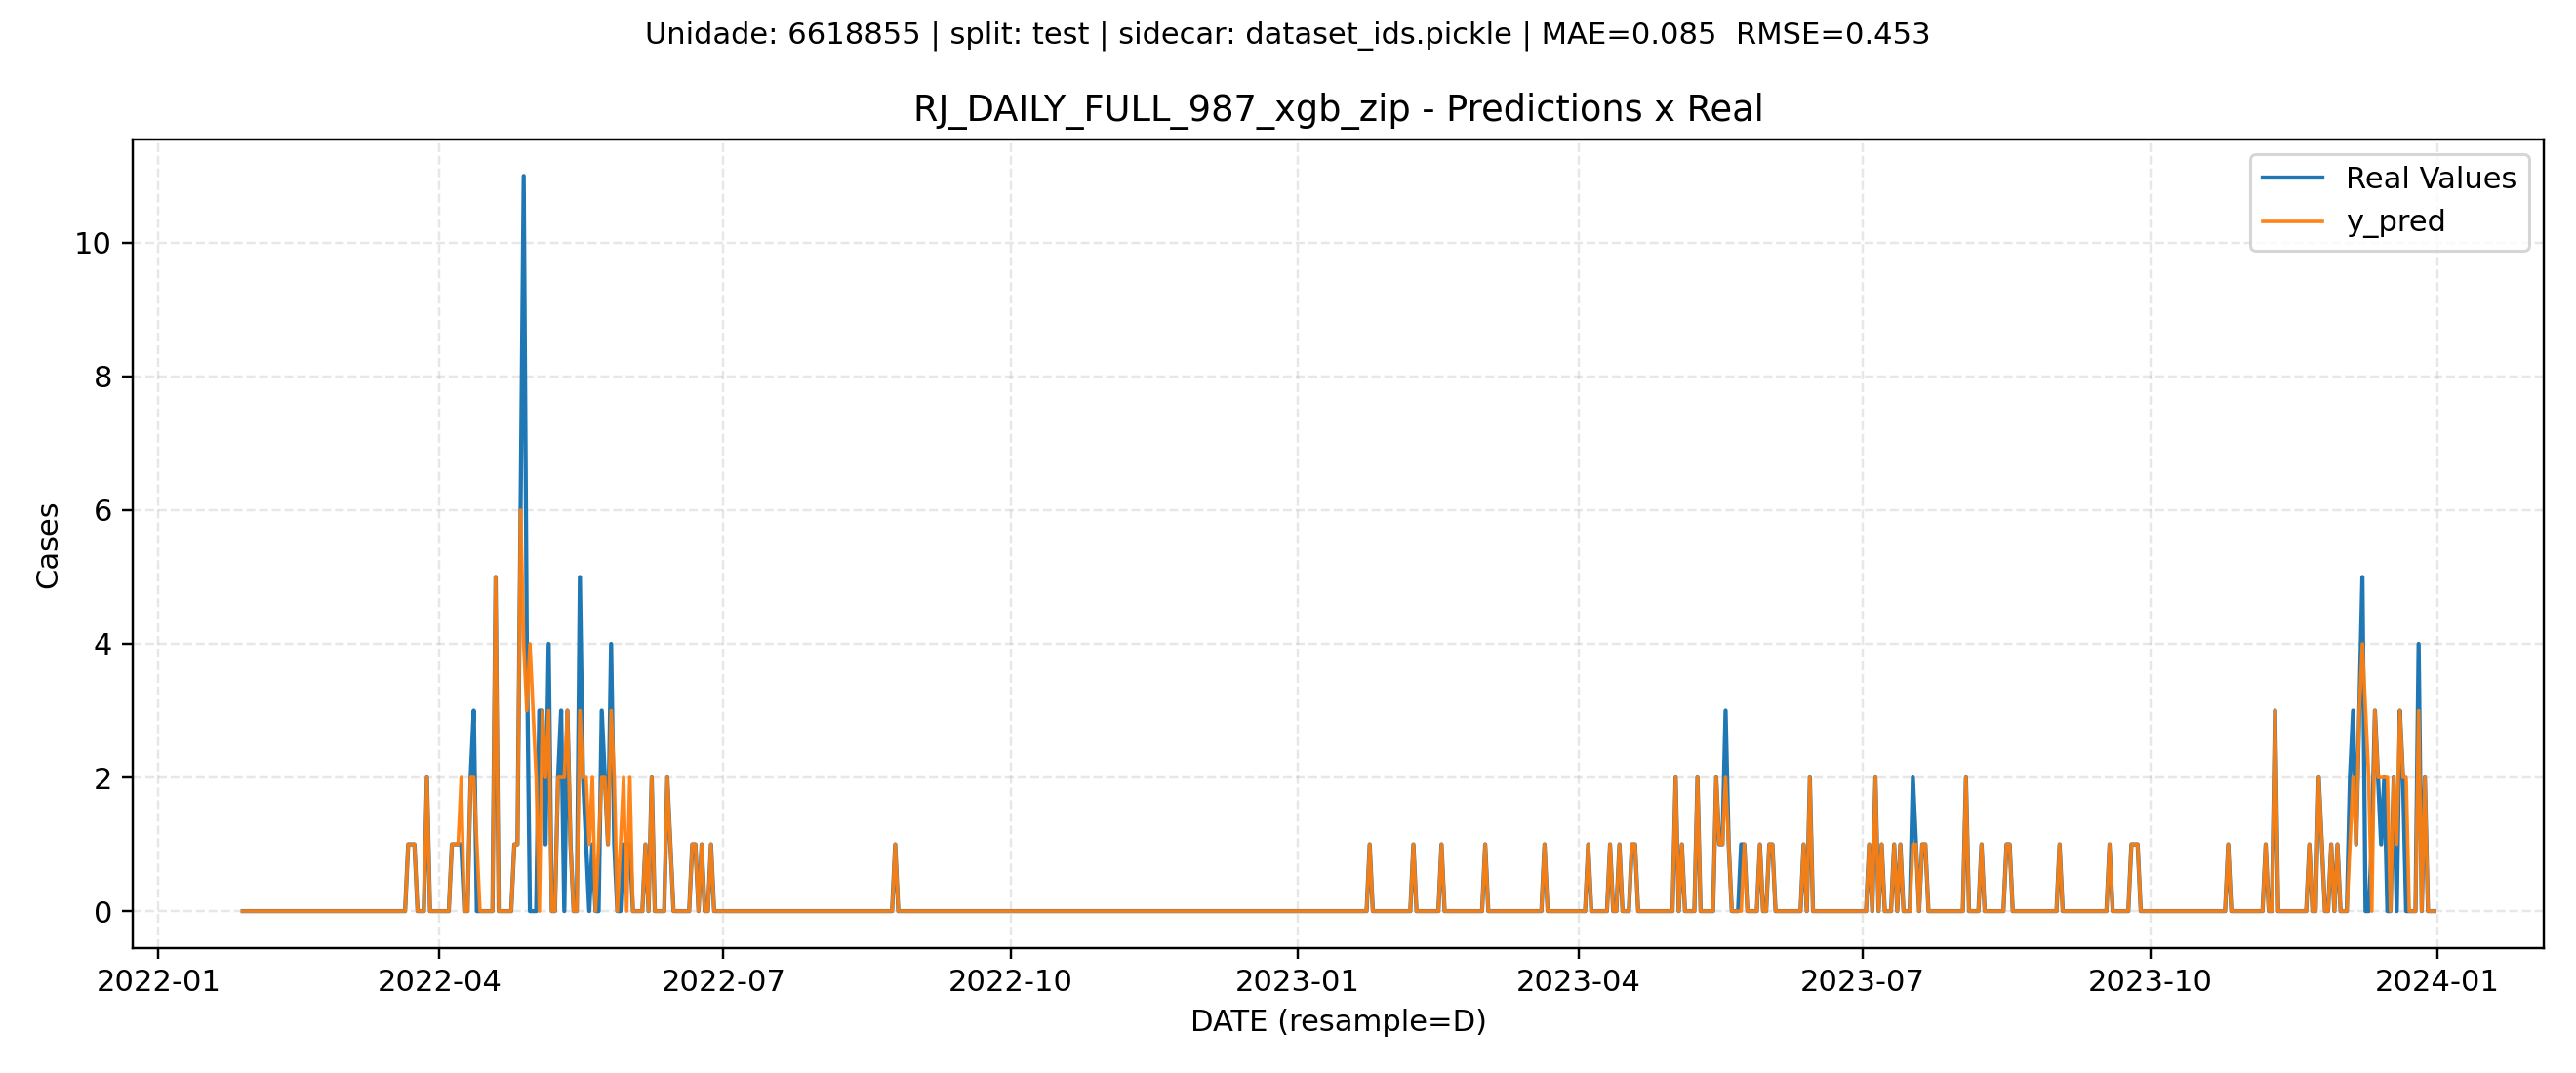 Unidade: 6618855 | split: test | sidecar: dataset_ids.pickle | MAE=0.085  RMSE=0.453
RJ_DAILY_FULL_987_xgb_zip - Predictions x Real
Real Values
y_pred
Cases
10
8
6
4
2
0
2022-01 2022-04 2022-07 2022-10 2023-01 2023-04 2023-07 2023-10 2024-01
DATE (resample=D)